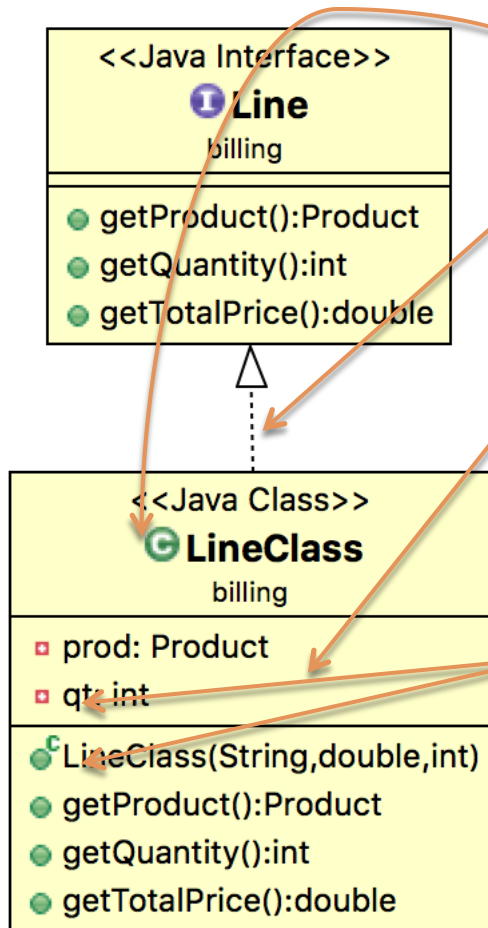 <<Java Interface>>
I Line
billing
getProduct():Product
getQuantity():int
getTotalPrice():double
<<Java Class>>
C LineClass
billing
prod: Product
qt: int
C LineClass(String,double,int)
getProduct():Product
getQuantity():int
getTotalPrice():double